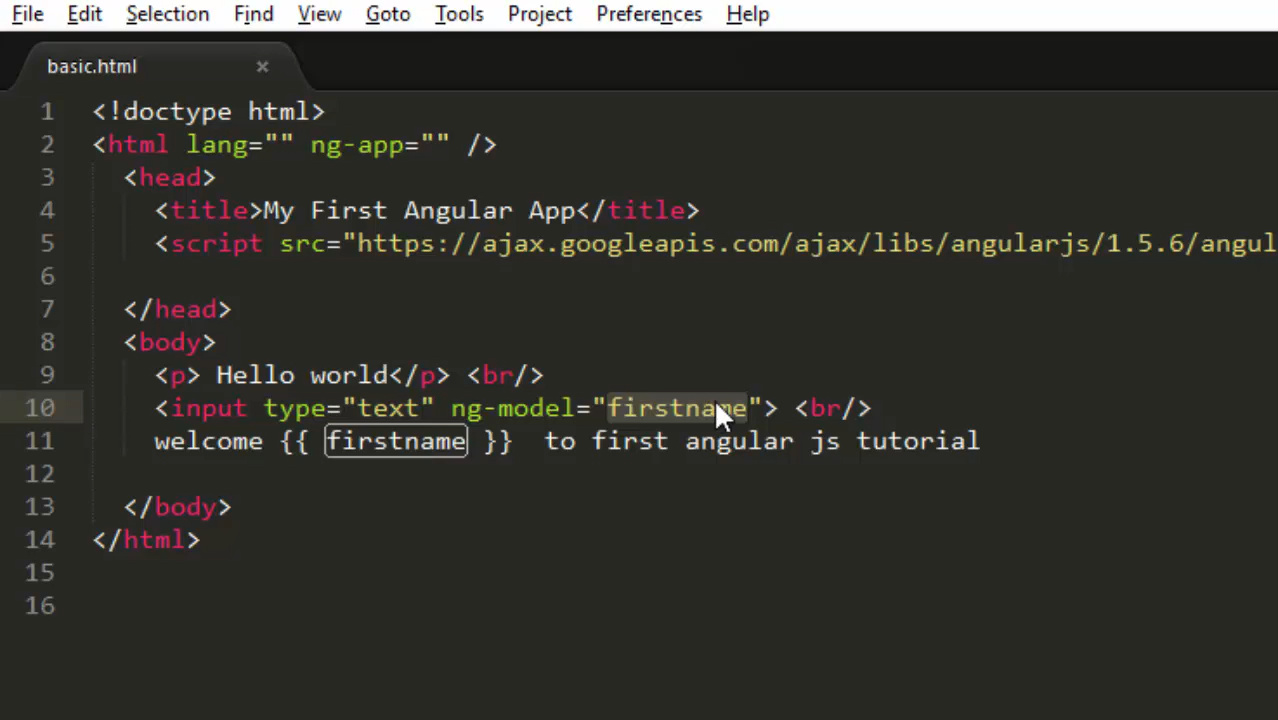 File Edit Selection Find View Goto Tools Project Preferences Help
basic.html ×
1 <!doctype html>
2 <html lang="" ng-app="" />
3 <head>
4 <title>My First Angular App</title>
5 <script src="https://ajax.googleapis.com/ajax/libs/angularjs/1.5.6/angul
6
7 </head>
8 <body>
9 <p> Hello world</p> <br/>
10 <input type="text" ng-model="firstname"> <br/>
11 welcome {{ firstname }}  to first angular js tutorial
12
13 </body>
14 </html>
15
16